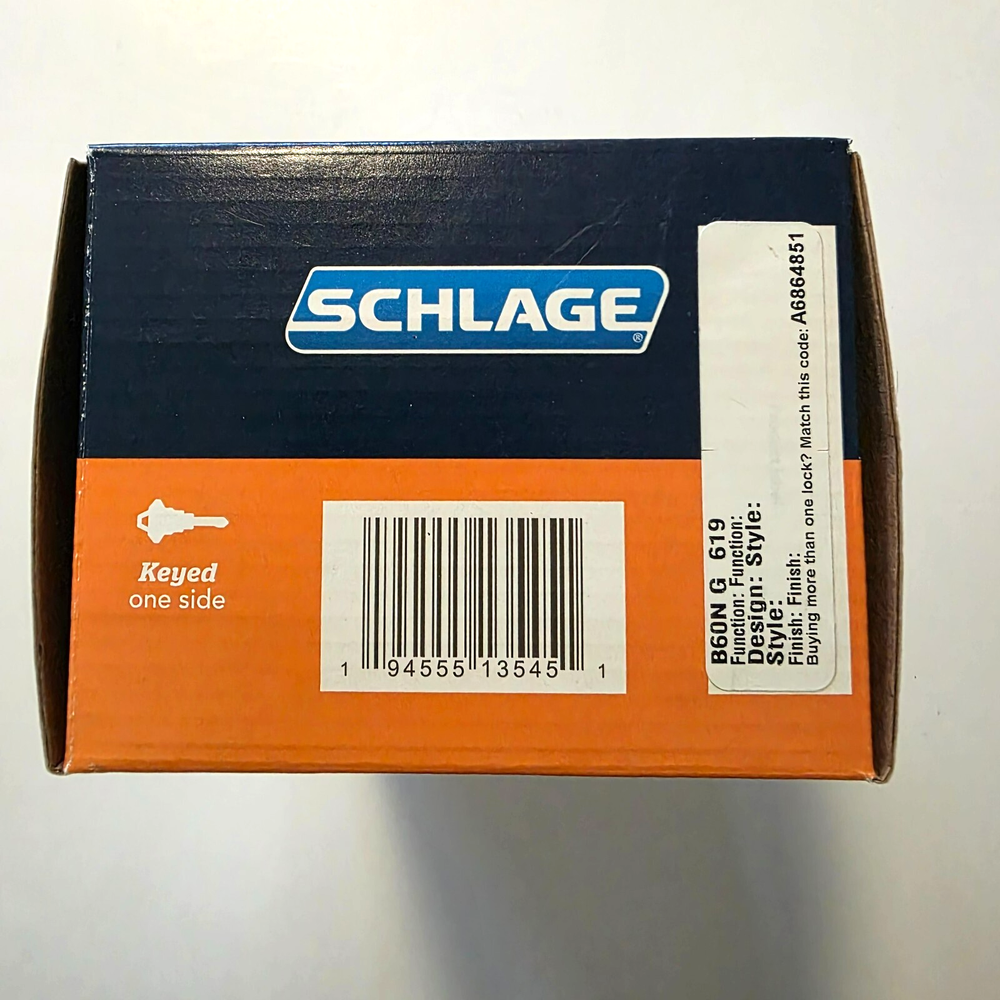 SCHLAGE®
Keyed
one side
1 94555 13545 1
B60N G 619
Function: Function:
Design: Style:
Style:
Finish: Finish:
Buying more than one lock? Match this code: A6864851